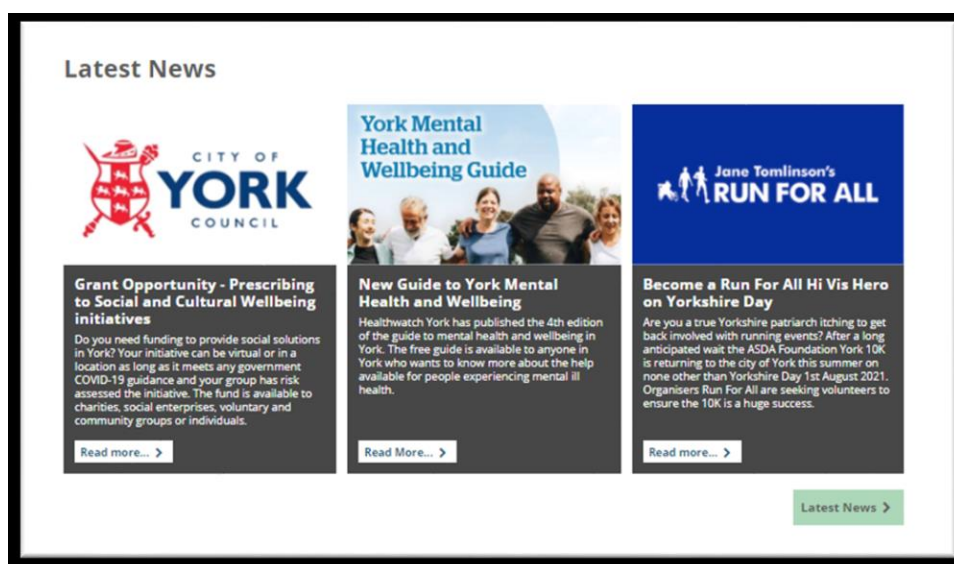 Latest News
CITY OF
YORK
COUNCIL
Grant Opportunity - Prescribing
to Social and Cultural Wellbeing
initiatives
Do you need funding to provide social solutions
in York? Your initiative can be virtual or in a
location as long as it meets any government
COVID-19 guidance and your group has risk
assessed the initiative. The fund is available to
charities, social enterprises, voluntary and
community groups or individuals.
Read more...
York Mental
Health and
Wellbeing Guide
New Guide to York Mental
Health and Wellbeing
Healthwatch York has published the 4th edition
of the guide to mental health and wellbeing in
York. The free guide is available to anyone in
York who wants to know more about the help
available for people experiencing mental ill
health.
Read More...
Jane Tomlinson's
RUN FOR ALL
Become a Run For All Hi Vis Hero
on Yorkshire Day
Are you a true Yorkshire patriarch itching to get
back involved with running events? After a long
anticipated wait the ASDA Foundation York 10K
is returning to the city of York this summer on
none other than Yorkshire Day 1st August 2021.
Organisers Run For All are seeking volunteers to
ensure the 10K is a huge success.
Read more...
Latest News